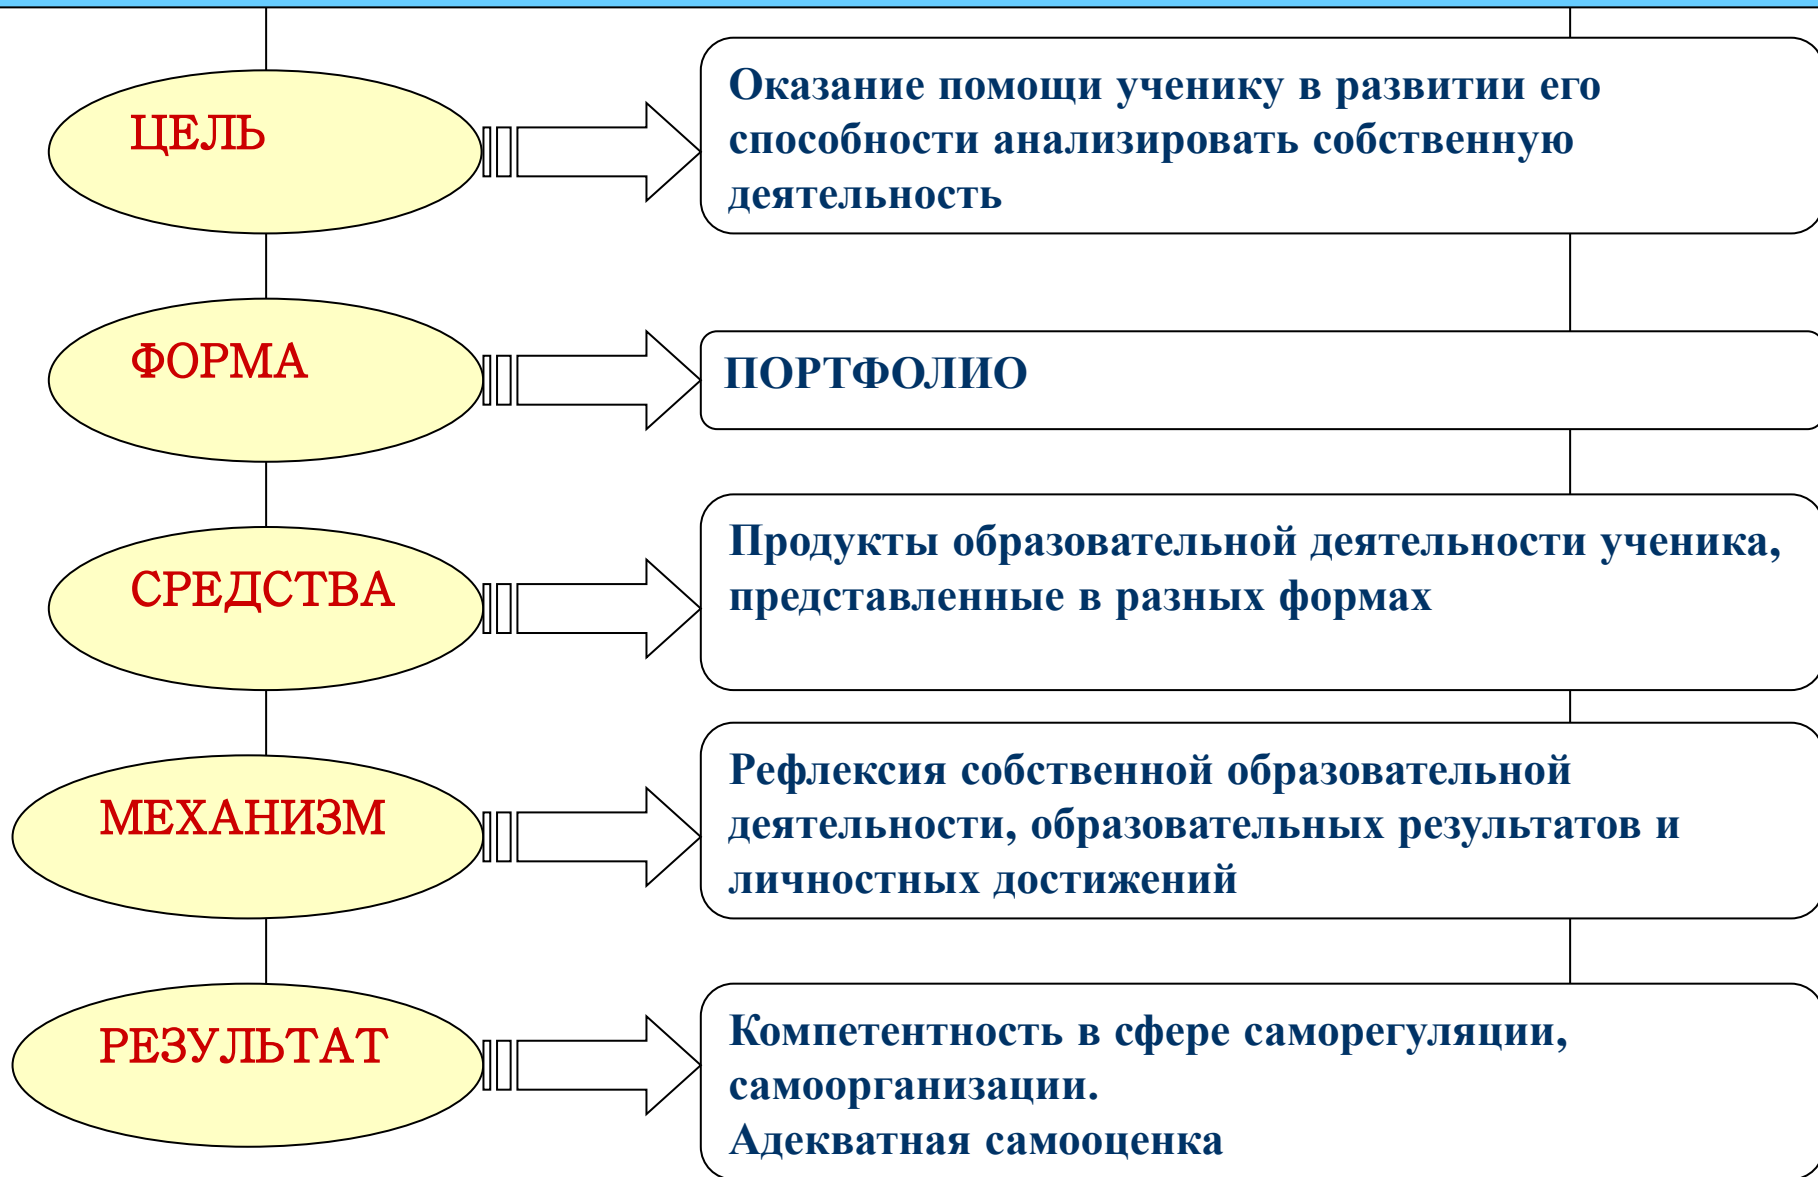 ЦЕЛЬ
Оказание помощи ученику в развитии его
способности анализировать собственную
деятельность
ФОРМА
ПОРТФОЛИО
СРЕДСТВА
Продукты образовательной деятельности ученика,
представленные в разных формах
МЕХАНИЗМ
Рефлексия собственной образовательной
деятельности, образовательных результатов и
личностных достижений
РЕЗУЛЬТАТ
Компетентность в сфере саморегуляции,
самоорганизации.
Адекватная самооценка